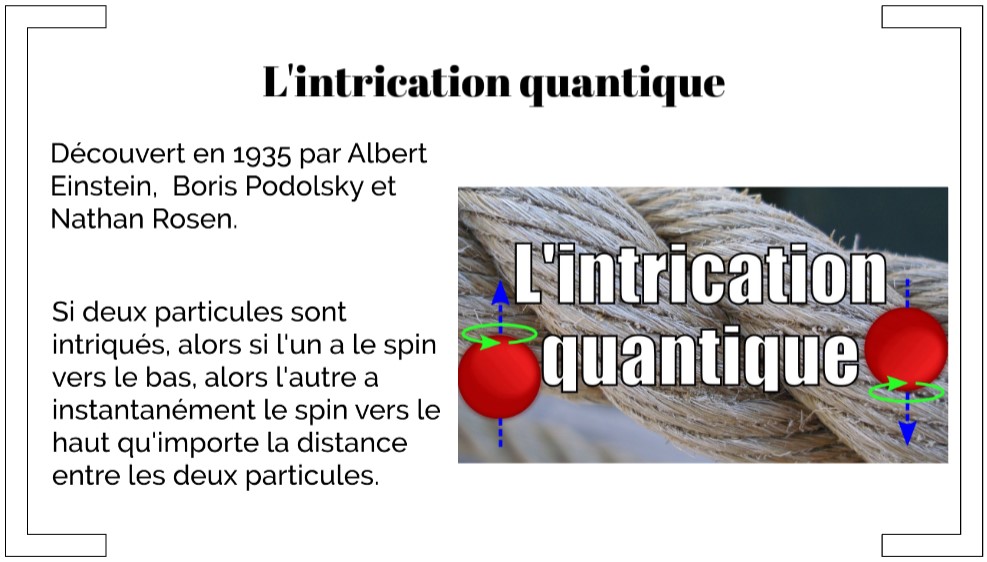 L'intrication quantique
Découvert en 1935 par Albert
Einstein,  Boris Podolsky et
Nathan Rosen.
Si deux particules sont
intriqués, alors si l'un a le spin
vers le bas, alors l'autre a
instantanément le spin vers le
haut qu'importe la distance
entre les deux particules.
L'intrication
quantique